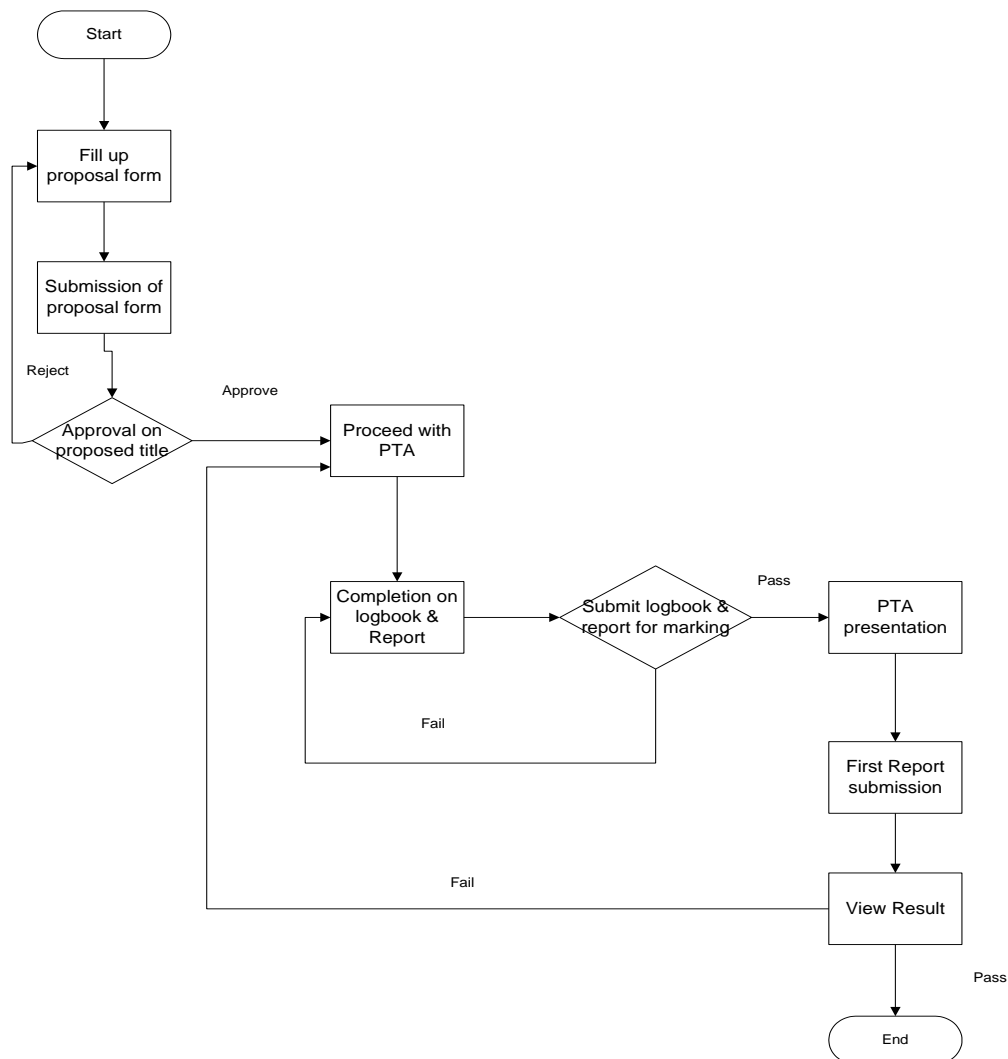 Start
Fill up
proposal form
Submission of
proposal form
Reject
Approve
Approval on
proposed title
Proceed with
PTA
Completion on
logbook &
Report
Submit logbook &
report for marking
Pass
PTA
presentation
Fail
First Report
submission
Fail
View Result
Pass
End